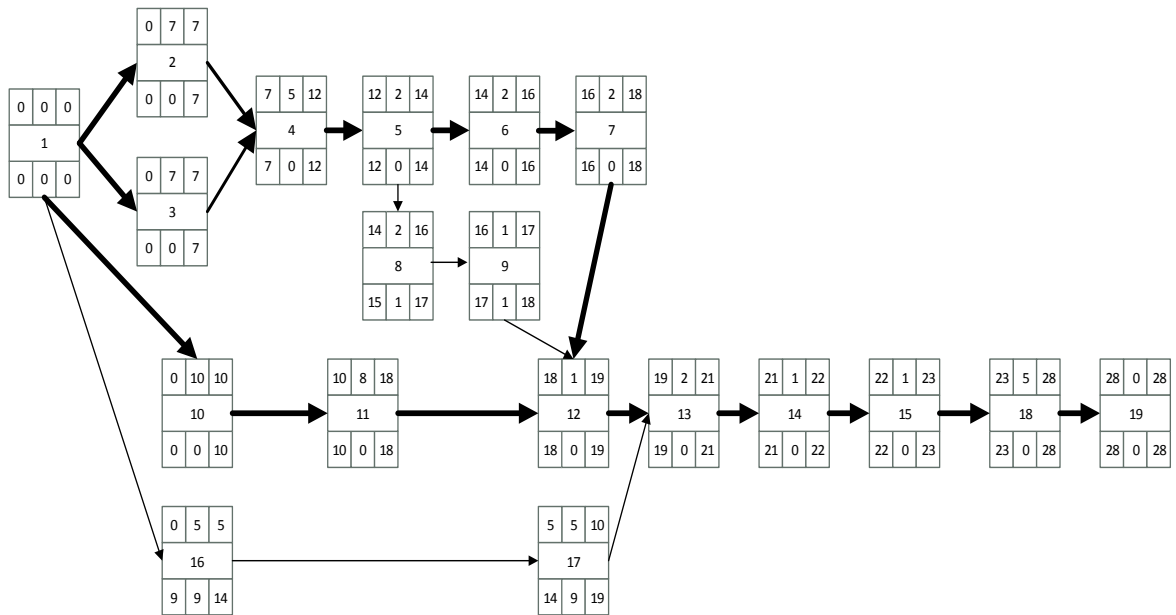 0 7 7
2
0 0 7
0 0 0
1
0 0 0
0 7 7
3
0 0 7
7 5 12
4
7 0 12
12 2 14
5
12 0 14
14 2 16
6
14 0 16
16 2 18
7
16 0 18
14 2 16
8
15 1 17
16 1 17
9
17 1 18
0 10 10
10
0 0 10
10 8 18
11
10 0 18
18 1 19
12
18 0 19
19 2 21
13
19 0 21
21 1 22
14
21 0 22
22 1 23
15
22 0 23
23 5 28
18
23 0 28
28 0 28
19
28 0 28
0 5 5
16
9 9 14
5 5 10
17
14 9 19